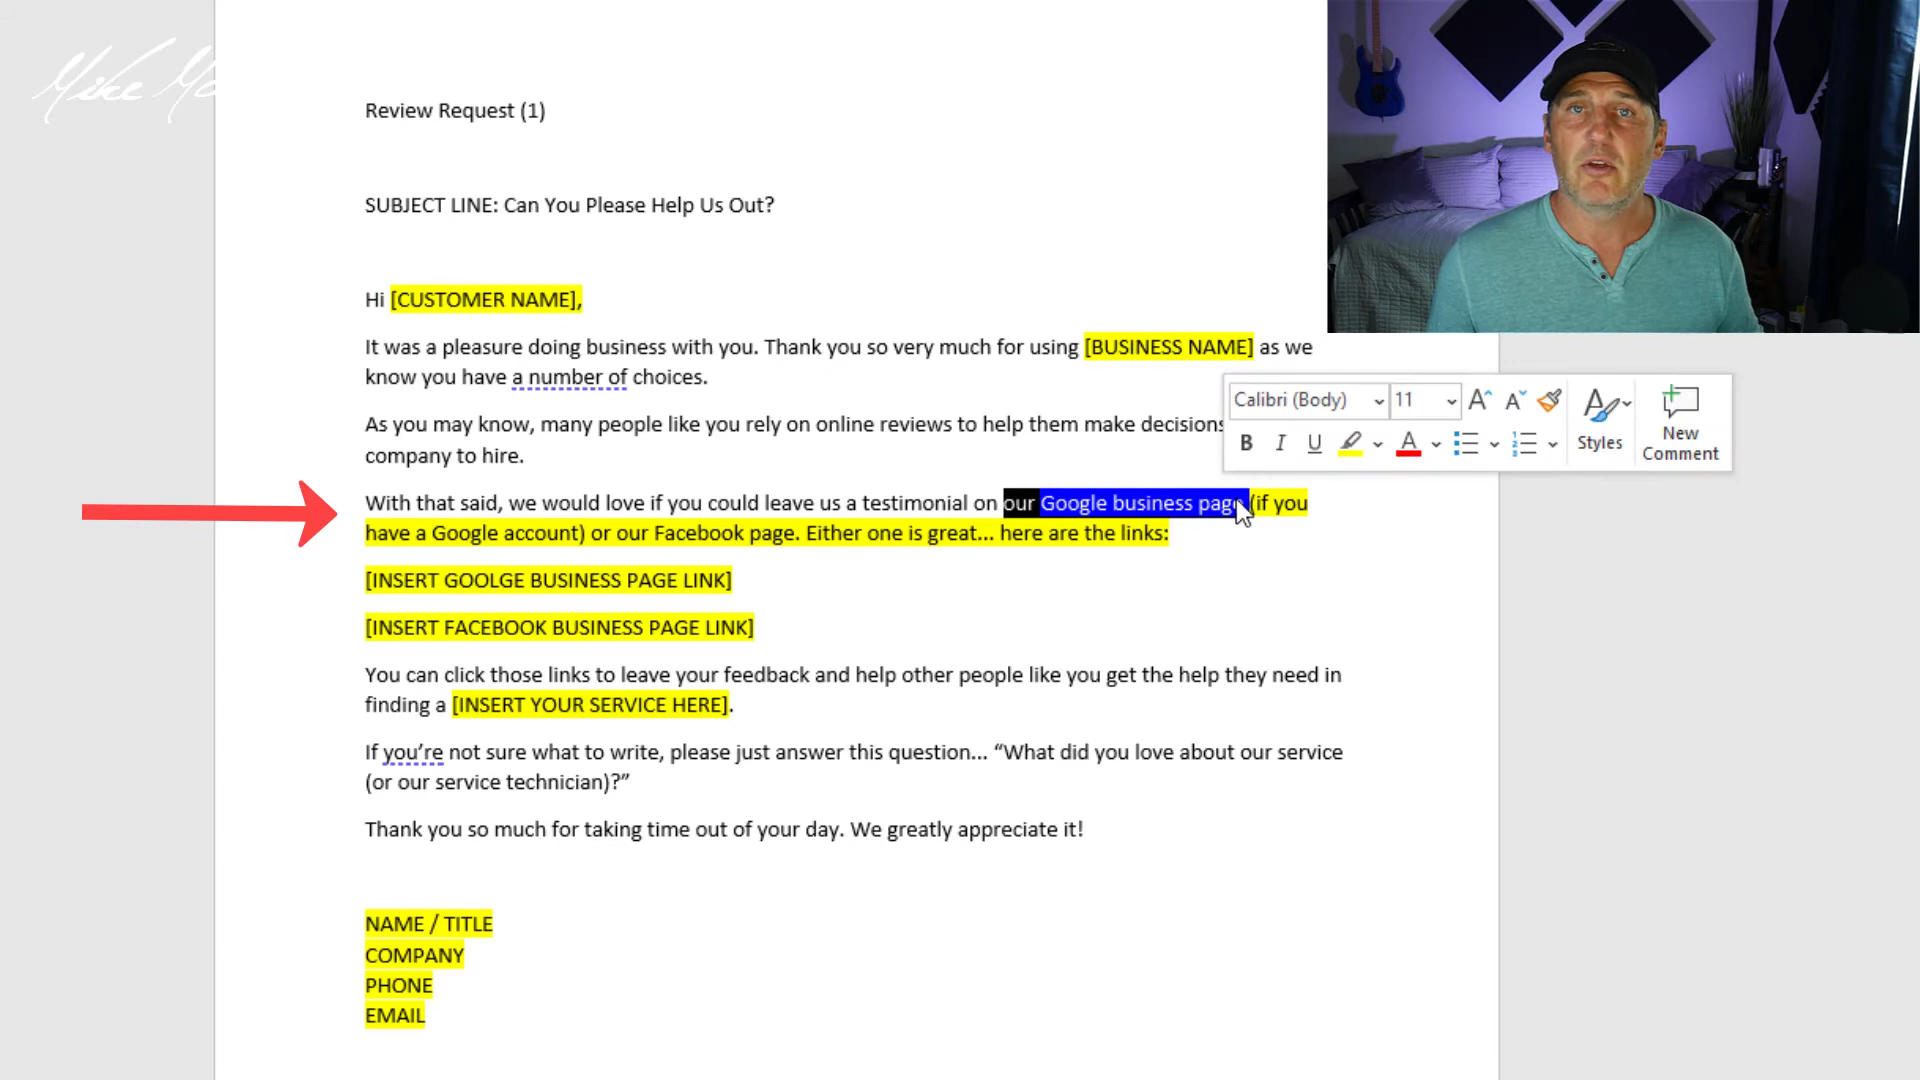 Mike
Review Request (1)
SUBJECT LINE: Can You Please Help Us Out?
Hi [CUSTOMER NAME],
It was a pleasure doing business with you. Thank you so very much for using [BUSINESS NAME] as we
know you have a number of choices.
As you may know, many people like you rely on online reviews to help them make decisions
company to hire.
Calibri (Body) 11
B I U A Styles New
Comment
With that said, we would love if you could leave us a testimonial on our Google business page (if you
have a Google account) or our Facebook page. Either one is great... here are the links:
[INSERT GOOLGE BUSINESS PAGE LINK]
[INSERT FACEBOOK BUSINESS PAGE LINK]
You can click those links to leave your feedback and help other people like you get the help they need in
finding a [INSERT YOUR SERVICE HERE].
If you’re not sure what to write, please just answer this question... “What did you love about our service
(or our service technician)?”
Thank you so much for taking time out of your day. We greatly appreciate it!
NAME / TITLE
COMPANY
PHONE
EMAIL